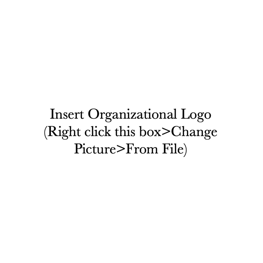 Insert Organizational Logo
(Right click this box>Change
Picture>From File)